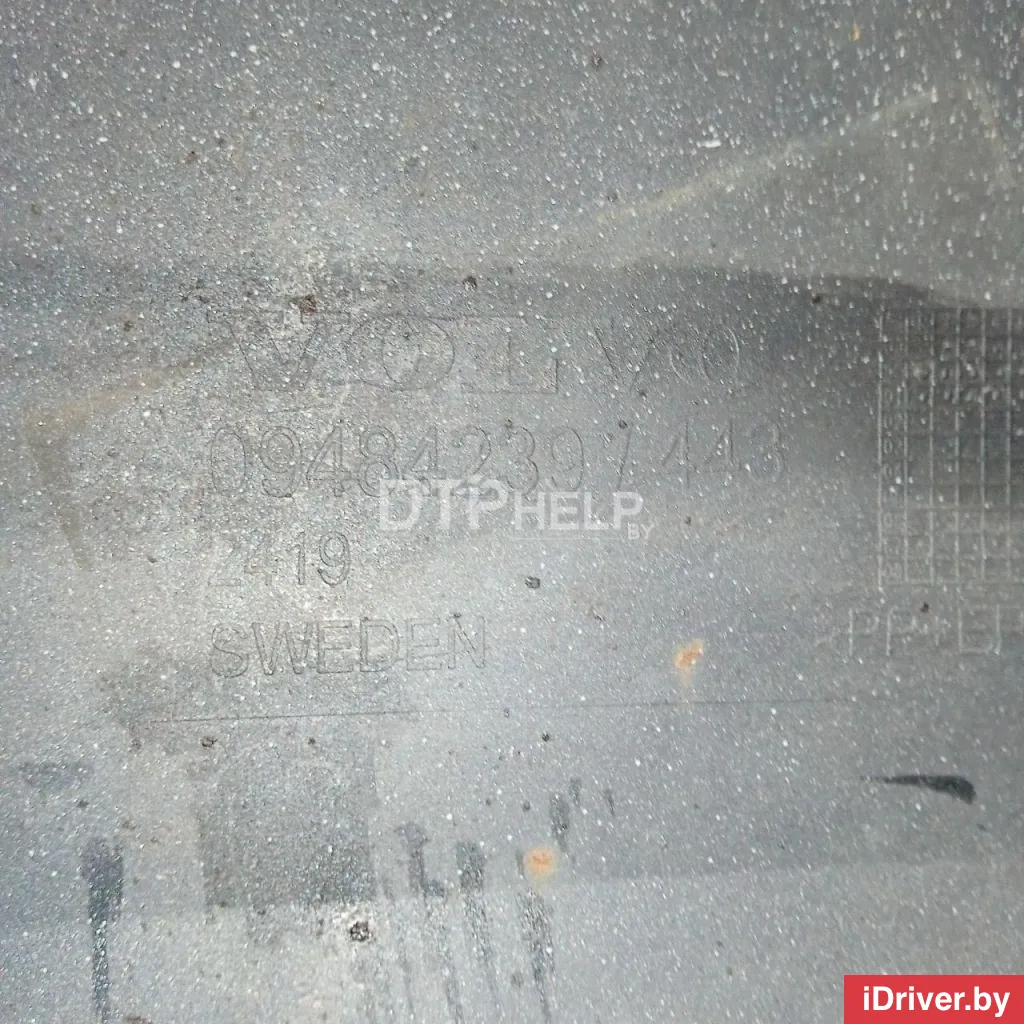 VOLVO
09484239 / 443
DTPHELP.BY
2419
SWEDEN
iDriver.by